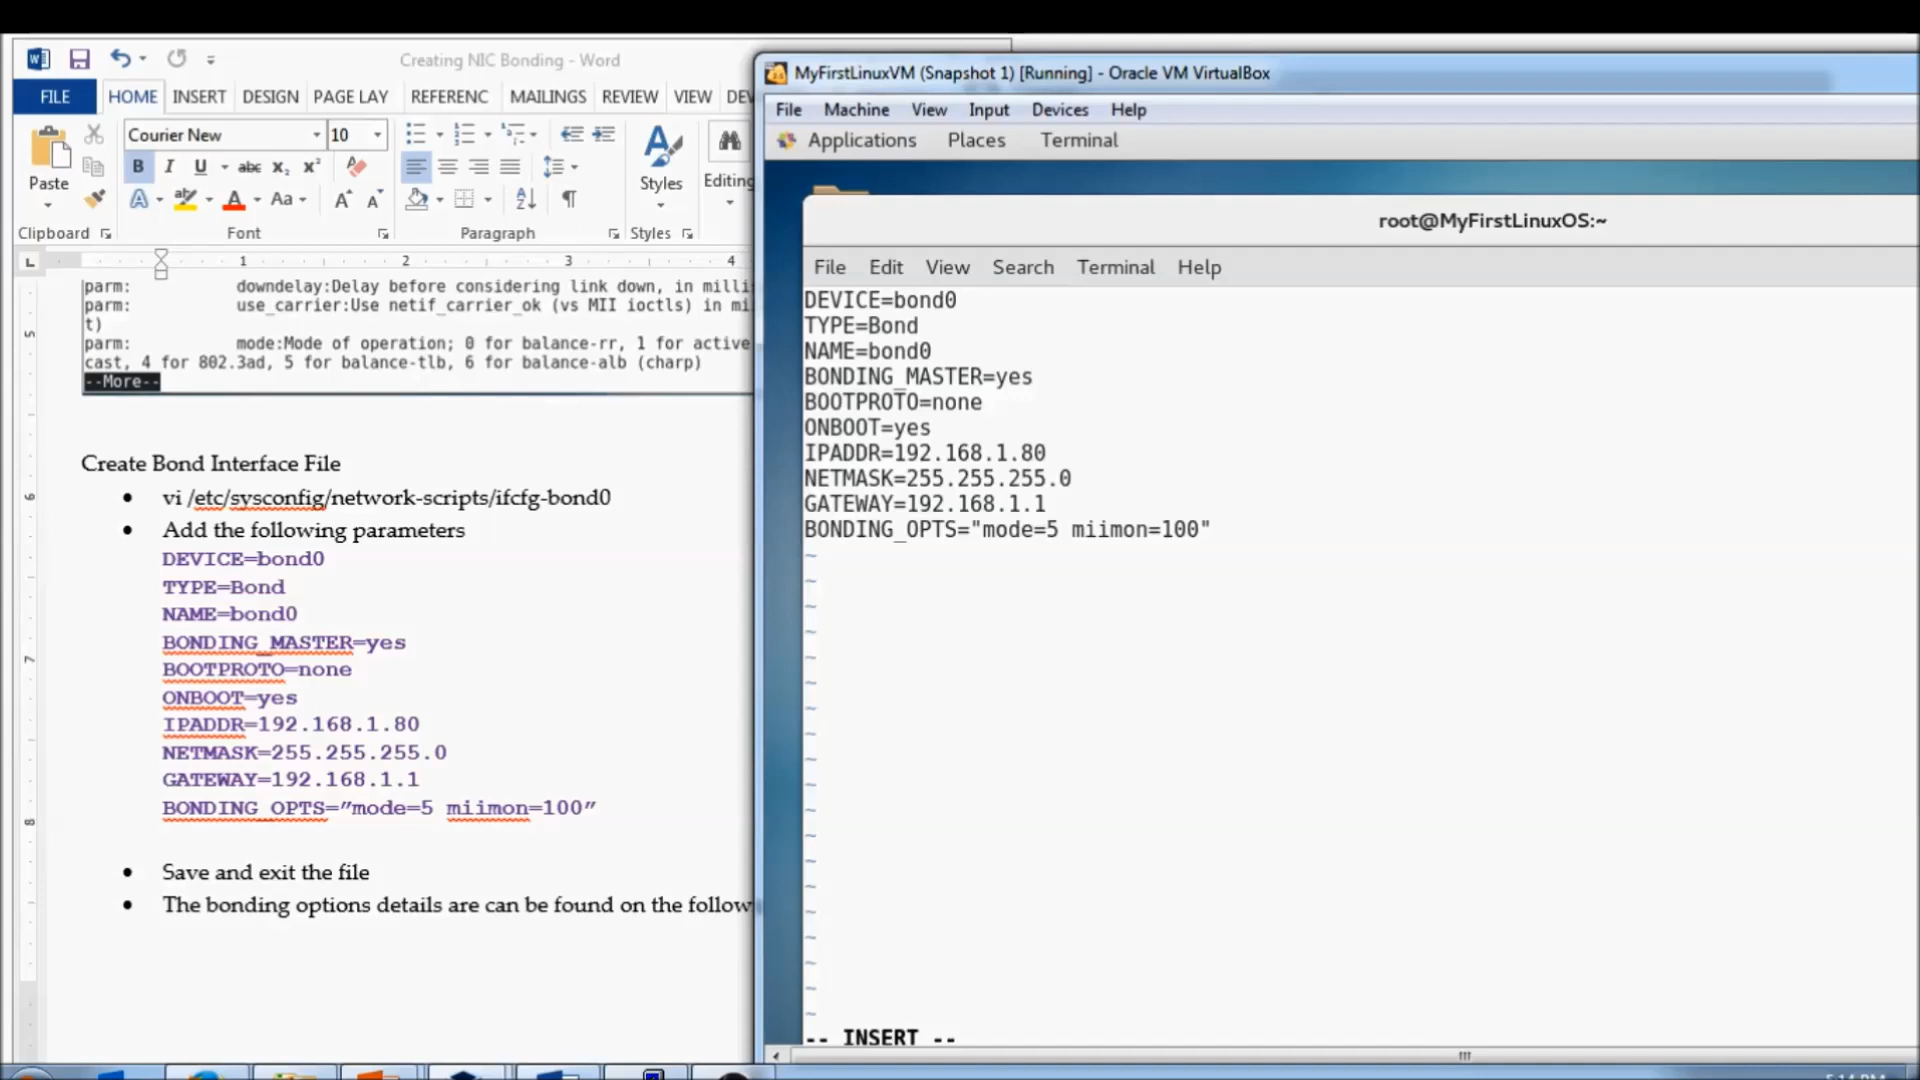 Creating NIC Bonding - Word
FILE HOME INSERT DESIGN PAGE LAY REFERENC MAILINGS REVIEW VIEW DEV
Courier New 10
Paste
Styles
Editing
Clipboard Font Paragraph Styles
1 2 3 4
parm: downdelay:Delay before considering link down, in milli
parm: use_carrier:Use netif_carrier_ok (vs MII ioctls) in mi
t)
parm: mode:Mode of operation; 0 for balance-rr, 1 for active
cast, 4 for 802.3ad, 5 for balance-tlb, 6 for balance-alb (charp)
--More--
Create Bond Interface File
• vi /etc/sysconfig/network-scripts/ifcfg-bond0
• Add the following parameters
DEVICE=bond0
TYPE=Bond
NAME=bond0
BONDING_MASTER=yes
BOOTPROTO=none
ONBOOT=yes
IPADDR=192.168.1.80
NETMASK=255.255.255.0
GATEWAY=192.168.1.1
BONDING_OPTS=”mode=5 miimon=100”
• Save and exit the file
• The bonding options details are can be found on the follow
MyFirstLinuxVM (Snapshot 1) [Running] - Oracle VM VirtualBox
File Machine View Input Devices Help
Applications Places Terminal
root@MyFirstLinuxOS:~
File Edit View Search Terminal Help
DEVICE=bond0
TYPE=Bond
NAME=bond0
BONDING_MASTER=yes
BOOTPROTO=none
ONBOOT=yes
IPADDR=192.168.1.80
NETMASK=255.255.255.0
GATEWAY=192.168.1.1
BONDING_OPTS="mode=5 miimon=100"
-- INSERT --